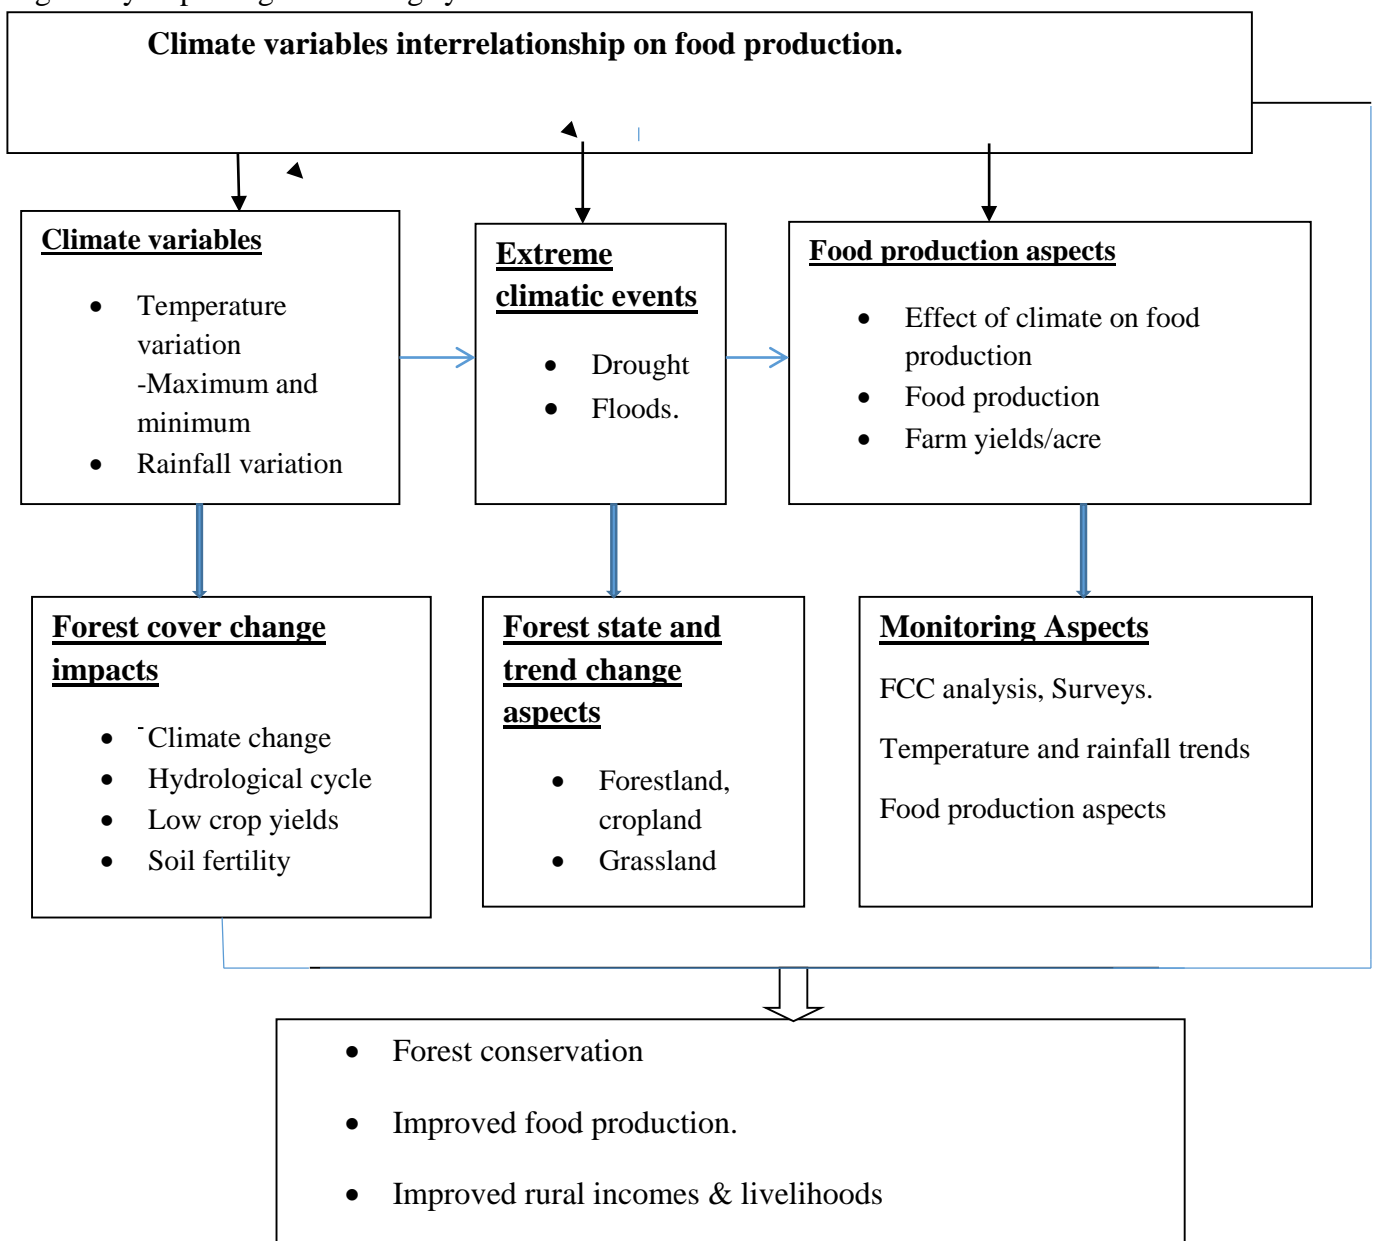 Climate variables interrelationship on food production.
Climate variables
• Temperature
variation
-Maximum and
minimum
• Rainfall variation
Extreme
climatic events
• Drought
• Floods.
Food production aspects
• Effect of climate on food
production
• Food production
• Farm yields/acre
Forest cover change
impacts
• Climate change
• Hydrological cycle
• Low crop yields
• Soil fertility
Forest state and
trend change
aspects
• Forestland,
cropland
• Grassland
Monitoring Aspects
FCC analysis, Surveys.
Temperature and rainfall trends
Food production aspects
• Forest conservation
• Improved food production.
• Improved rural incomes & livelihoods